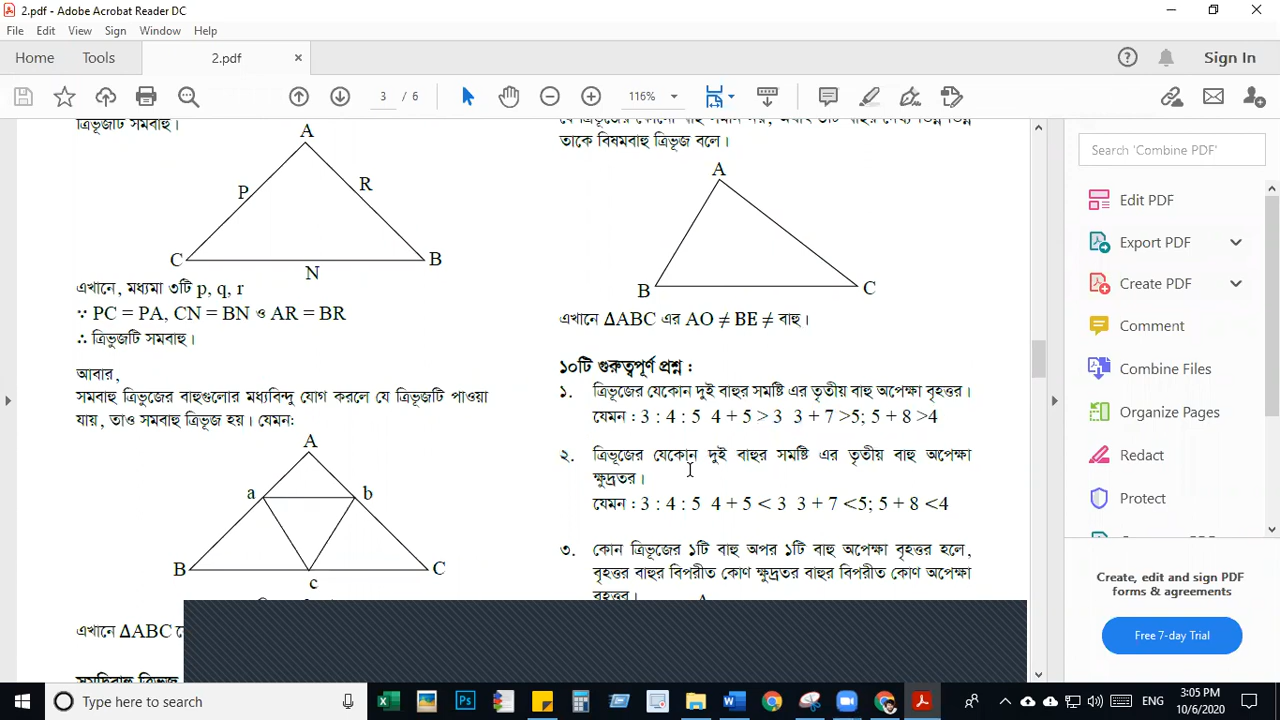 2.pdf - Adobe Acrobat Reader DC
File Edit View Sign Window Help
Home Tools 2.pdf × Sign In
3 / 6 116%
ত্রিভূজটি সমবাহু।
A
P R
C B
N
এখানে, মধ্যমা ৩টি p, q, r
∵ PC = PA, CN = BN ও AR = BR
∴ ত্রিভুজটি সমবাহু।
আবার,
সমবাহু ত্রিভুজের বাহুগুলোর মধ্যবিন্দু যোগ করলে যে ত্রিভূজটি পাওয়া
যায়, তাও সমবাহু ত্রিভূজ হয়। যেমন:
A
a b
B C
c
এখানে ΔABC
তাকে বিষমবাহু ত্রিভূজ বলে।
A
B C
এখানে ΔABC এর AO ≠ BE ≠ বাহু।
১০টি গুরুত্বপূর্ণ প্রশ্ন :
১. ত্রিভূজের যেকোন দুই বাহুর সমষ্টি এর তৃতীয় বাহু অপেক্ষা বৃহত্তর।
যেমন : 3 : 4 : 5 4 + 5 > 3 3 + 7 >5; 5 + 8 >4
২. ত্রিভূজের যেকোন দুই বাহুর সমষ্টি এর তৃতীয় বাহু অপেক্ষা
ক্ষুদ্রতর।
যেমন : 3 : 4 : 5 4 + 5 < 3 3 + 7 <5; 5 + 8 <4
৩. কোন ত্রিভূজের ১টি বাহু অপর ১টি বাহু অপেক্ষা বৃহত্তর হলে,
বৃহত্তর বাহুর বিপরীত কোণ ক্ষুদ্রতর বাহুর বিপরীত কোণ অপেক্ষা
বৃহত্তর।
Search 'Combine PDF'
Edit PDF
Export PDF
Create PDF
Comment
Combine Files
Organize Pages
Redact
Protect
Create, edit and sign PDF
forms & agreements
Free 7-day Trial
Type here to search
ENG
3:05 PM
10/6/2020